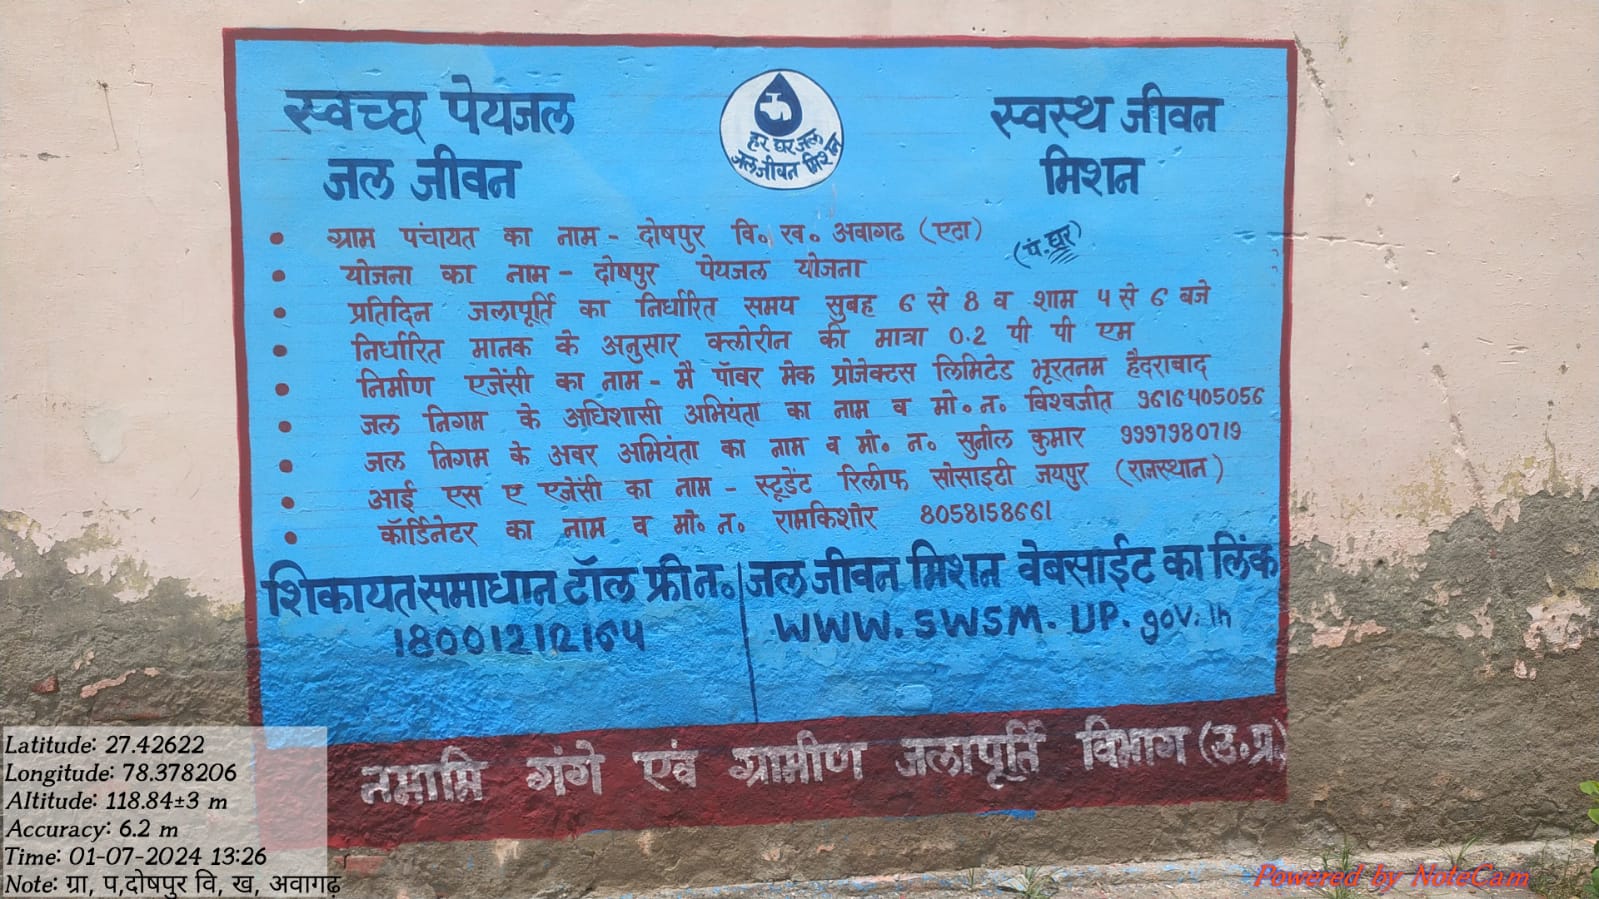 स्वच्छ पेयजल
जल जीवन
हर घर जल
जल जीवन मिशन
स्वस्थ जीवन
मिशन
• ग्राम पंचायत का नाम - दोषपुर वि॰ ख॰ अवागढ (एटा) (पं. घर)
• योजना का नाम - दोषपुर पेयजल योजना
• प्रतिदिन जलापूर्ति का निर्धारित समय सुबह 6 से 8 व शाम 4 से 6 बजे
• निर्धारित मानक के अनुसार क्लोरीन की मात्रा 0.2 पी पी एम
• निर्माण एजेंसी का नाम - मै पॉवर मेक प्रोजेक्टस लिमिटेड भूरतनम हैदराबाद
• जल निगम के अधिशासी अभियंता का नाम व मो॰ न॰ विश्वजीत 9616405056
• जल निगम के अवर अभियंता का नाम व मो॰ न॰ सुनील कुमार 9997980719
• आई एस ए एजेंसी का नाम - स्टूडेंट रिलीफ सोसाइटी जयपुर (राजस्थान)
• कॉर्डिनेटर का नाम व मो॰ न॰ रामकिशोर 8058158661
शिकायत समाधान टॉल फ्री न॰
18001212164
जल जीवन मिशन वेबसाईट का लिंक
WWW.SWSM.UP.gov.in
नमामि गंगे एवं ग्रामीण जलापूर्ति विभाग (उ॰प्र॰)
Latitude: 27.42622
Longitude: 78.378206
Altitude: 118.84±3 m
Accuracy: 6.2 m
Time: 01-07-2024 13:26
Note: ग्रा, प,दोषपुर वि, ख, अवागढ़
Powered by NoteCam